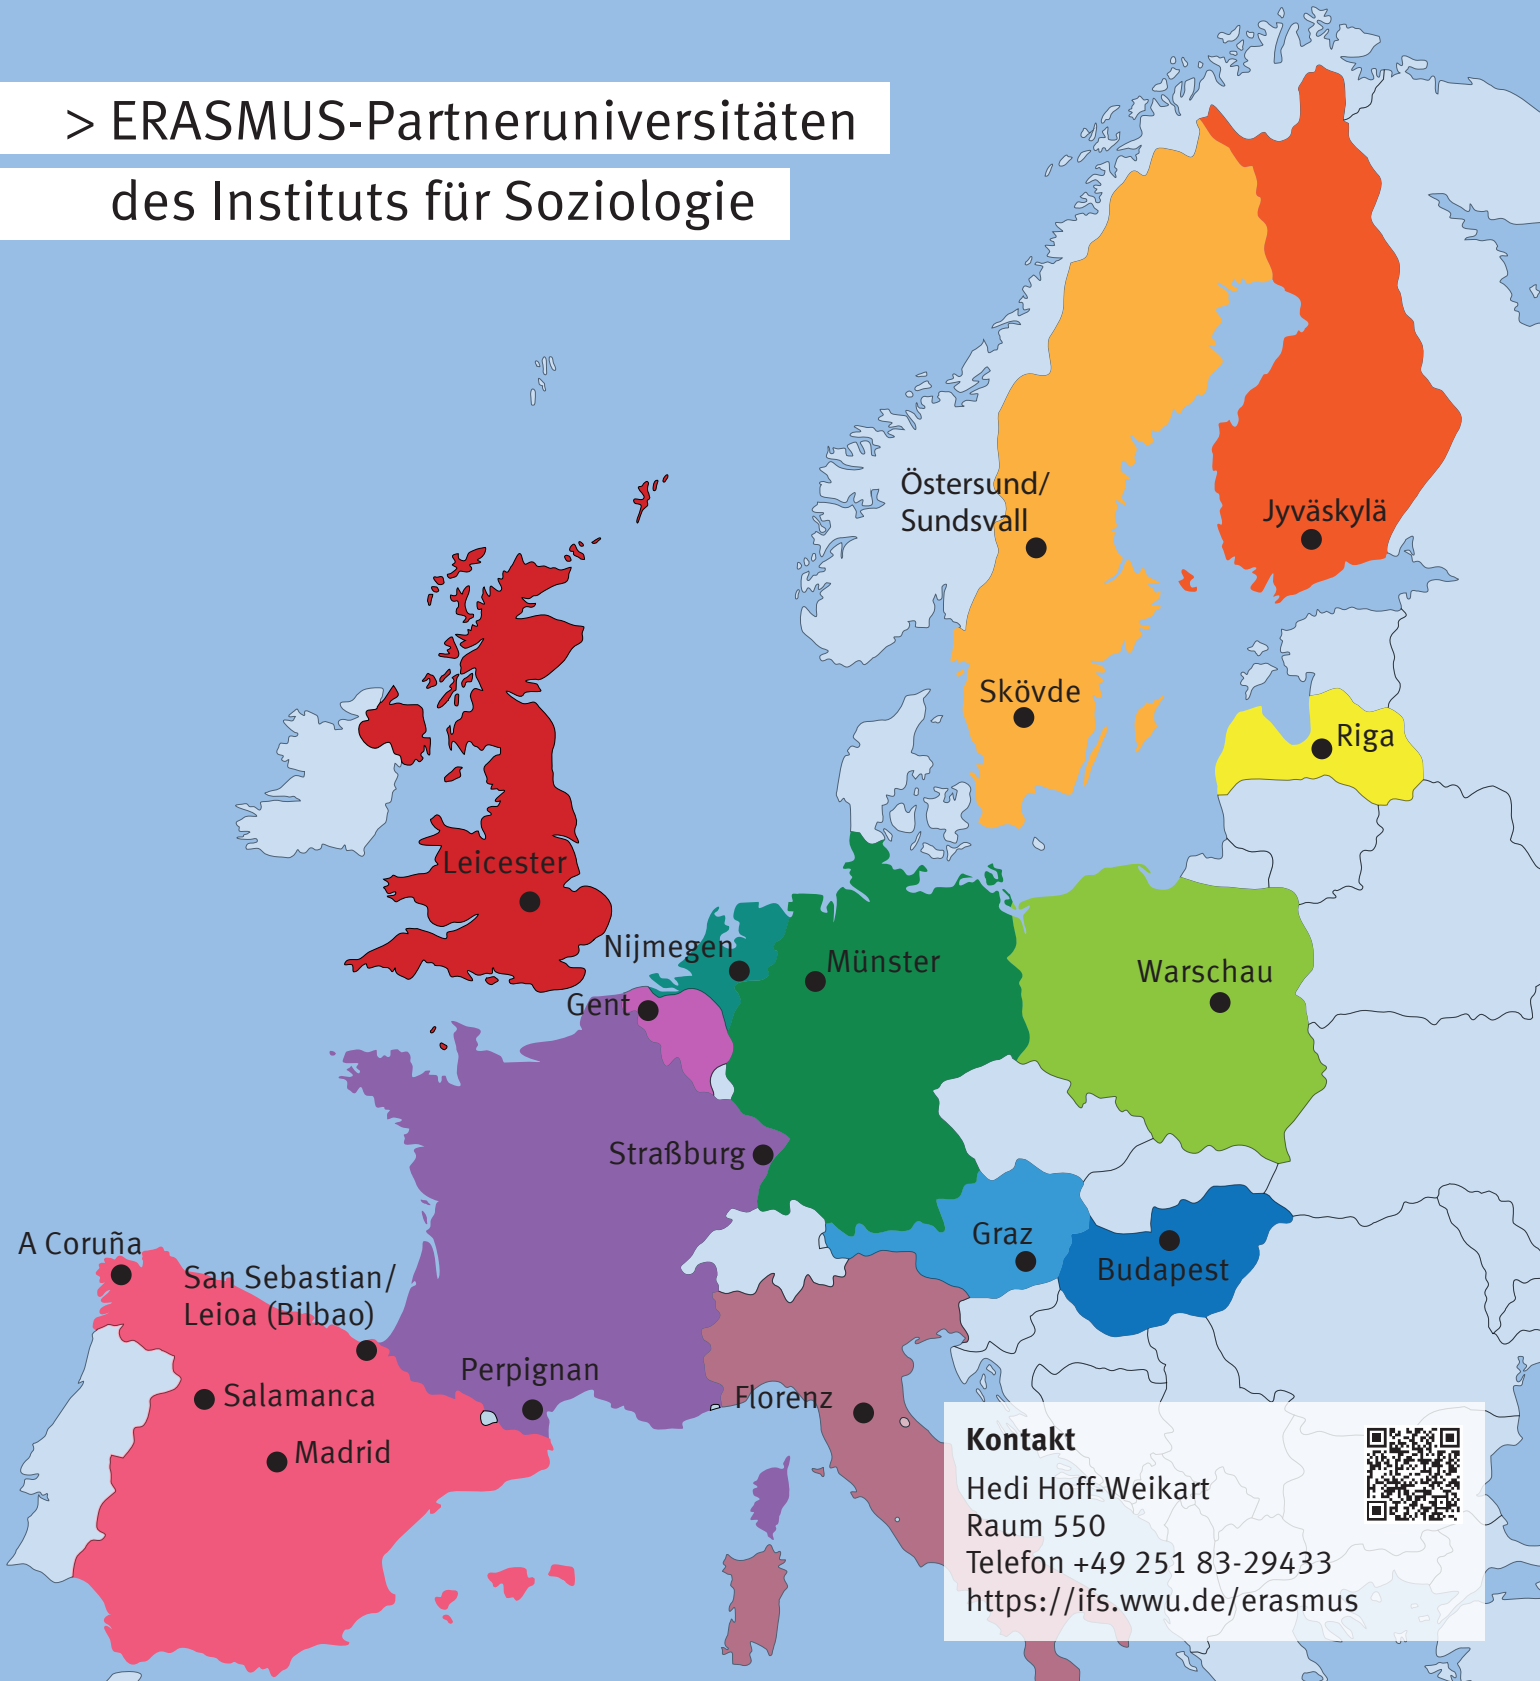 > ERASMUS-Partneruniversitäten
des Instituts für Soziologie
Östersund/
Sundsvall
Jyväskylä
Skövde
Riga
Leicester
Nijmegen
Münster
Gent
Warschau
Straßburg
A Coruña
San Sebastian/
Leioa (Bilbao)
Graz
Budapest
Perpignan
Salamanca
Florenz
Madrid
Kontakt
Hedi Hoff-Weikart
Raum 550
Telefon +49 251 83-29433
https://ifs.wwu.de/erasmus